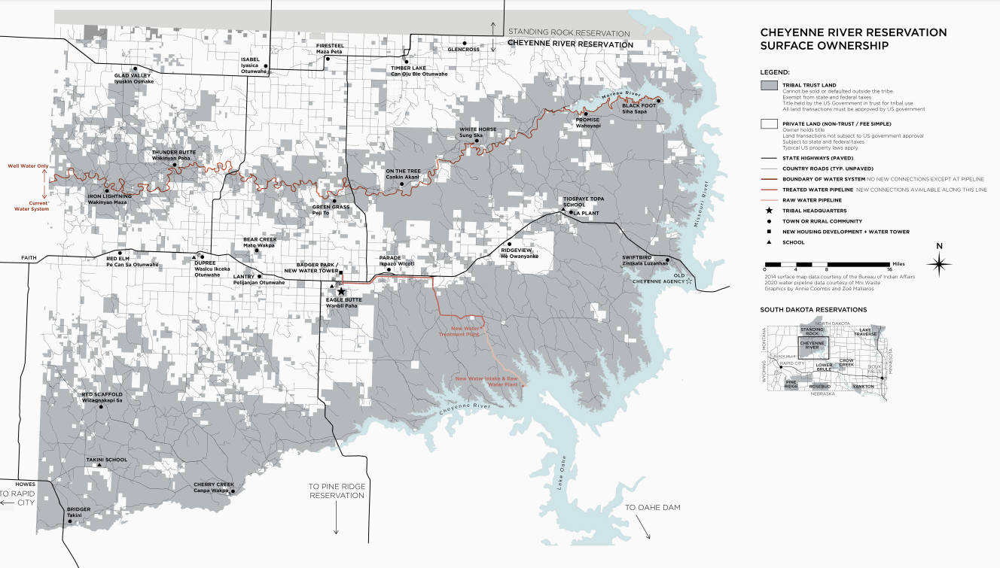 STANDING ROCK RESERVATION
CHEYENNE RIVER RESERVATION
FIRESTEEL
Maza Peta
GLENCROSS
ISABEL
Iyasica
Otunwahe
TIMBER LAKE
Can Oju Ble Otunwahe
GLAD VALLEY
Iyuskin Osmake
Moreau River
BLACK FOOT
Siha Sapa
PROMISE
Wahoyapi
WHITE HORSE
Sung Ska
THUNDER BUTTE
Wakinyan Paha
Well Water Only
ON THE TREE
Cankin Akani
IRON LIGHTNING
Wakinyan Maza
Current
Water System
GREEN GRASS
Peji To
TIOSPAYE TOPA
SCHOOL
LA PLANT
Missouri River
BEAR CREEK
Mato Wakpa
RIDGEVIEW
He Owanyanke
FAITH
RED ELM
Pe Can Sa Otunwahe
DUPREE
Wasicu Ikceka
Otunwahe
LANTRY
Pelijanjan Otunwahe
BADGER PARK /
NEW WATER TOWER
PARADE
Ikpazo Wicoti
SWIFTBIRD
Zintkala Luzanhan
OLD
CHEYENNE AGENCY
EAGLE BUTTE
Wanbli Paha
New Water
Treatment Plant
New Water Intake & Raw
Water Plant
RED SCAFFOLD
Wicagnakapi Sa
Cheyenne River
TAKINI SCHOOL
Lake Oahe
HOWES
TO RAPID
CITY
CHERRY CREEK
Canpa Wakpa
TO PINE RIDGE
RESERVATION
BRIDGER
Takini
TO OAHE DAM
CHEYENNE RIVER RESERVATION
SURFACE OWNERSHIP
LEGEND:
TRIBAL TRUST LAND
Cannot be sold or defaulted outside the tribe
Exempt from state and federal taxes
Title held by the US Government in trust for tribal use
All land transactions must be approved by US government
PRIVATE LAND (NON-TRUST / FEE SIMPLE)
Owner holds title
Land transactions not subject to US government approval
Subject to state and federal taxes
Typical US property laws apply
STATE HIGHWAYS (PAVED)
COUNTRY ROADS (TYP. UNPAVED)
BOUNDARY OF WATER SYSTEM NO NEW CONNECTIONS EXCEPT AT PIPELINE
TREATED WATER PIPELINE NEW CONNECTIONS AVAILABLE ALONG THIS LINE
RAW WATER PIPELINE
TRIBAL HEADQUARTERS
TOWN OR RURAL COMMUNITY
NEW HOUSING DEVELOPMENT + WATER TOWER
SCHOOL
N
Miles
0 4 8 16
2014 surface map data courtesy of the Bureau of Indian Affairs
2020 water pipeline data courtesy of Mni Waste
Graphics by Annie Coombs and Zoë Malliaros
SOUTH DAKOTA RESERVATIONS
NORTH DAKOTA
STANDING
ROCK
LAKE
TRAVERSE
MONTANA
CHEYENNE
RIVER
BLACK HILLS
RAPID CITY
LOWER
BRULE
CROW
CREEK
SIOUX
FALLS
MINNESOTA
WYOMING
PINE
RIDGE
ROSEBUD
YANKTON
NEBRASKA